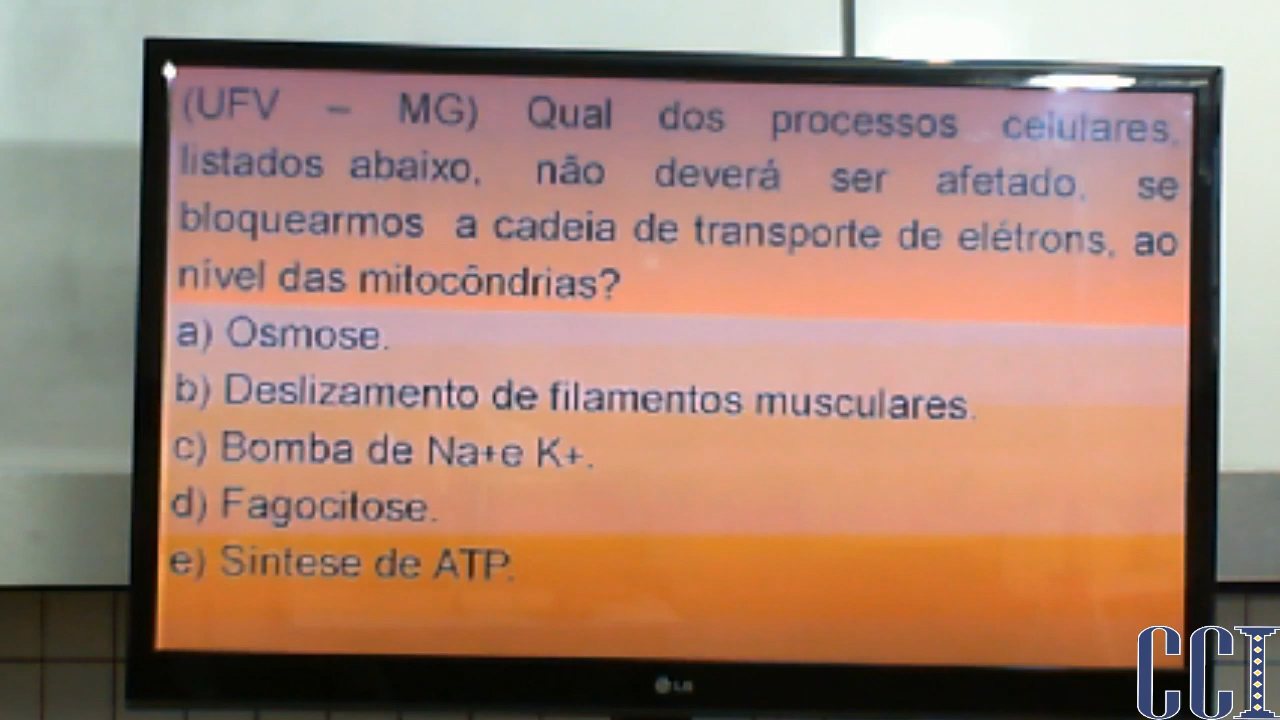 (UFV – MG) Qual dos processos celulares,
listados abaixo, não deverá ser afetado, se
bloquearmos a cadeia de transporte de elétrons, ao
nível das mitocôndrias?
a) Osmose.
b) Deslizamento de filamentos musculares.
c) Bomba de Na+e K+.
d) Fagocitose.
e) Síntese de ATP.
LG
CCI